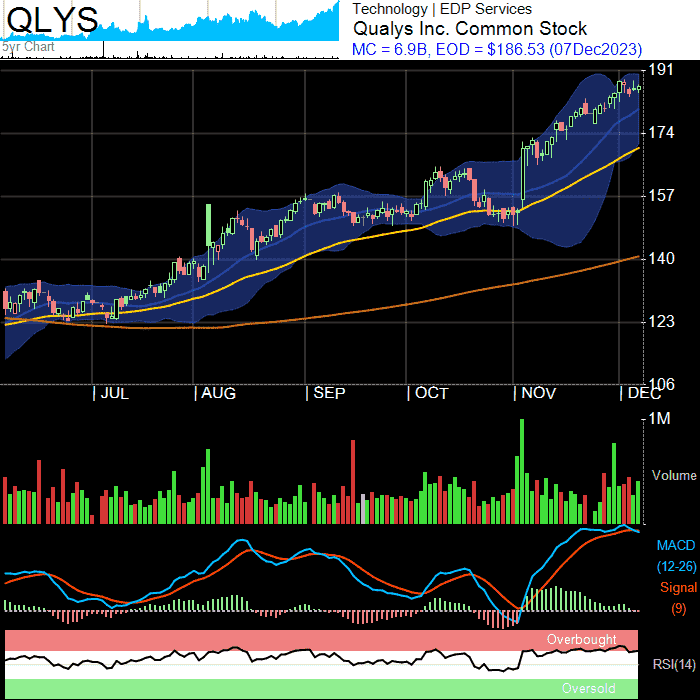 QLYS
5yr Chart
Technology | EDP Services
Qualys Inc. Common Stock
MC = 6.9B, EOD = $186.53 (07Dec2023)
191
174
157
140
123
106
| JUL | AUG | SEP | OCT | NOV | DEC
1M
Volume
MACD
(12-26)
Signal
(9)
Overbought
RSI(14)
Oversold